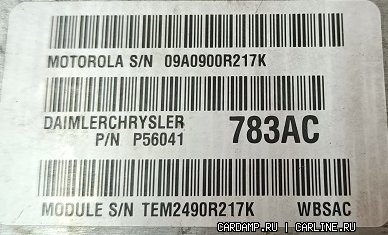 MOTOROLA S/N 09A0900R217K
DAIMLERCHRYSLER 783AC
P/N P56041
MODULE S/N TEM2490R217K WBSAC
CARDAMP.RU | CARLINE.RU